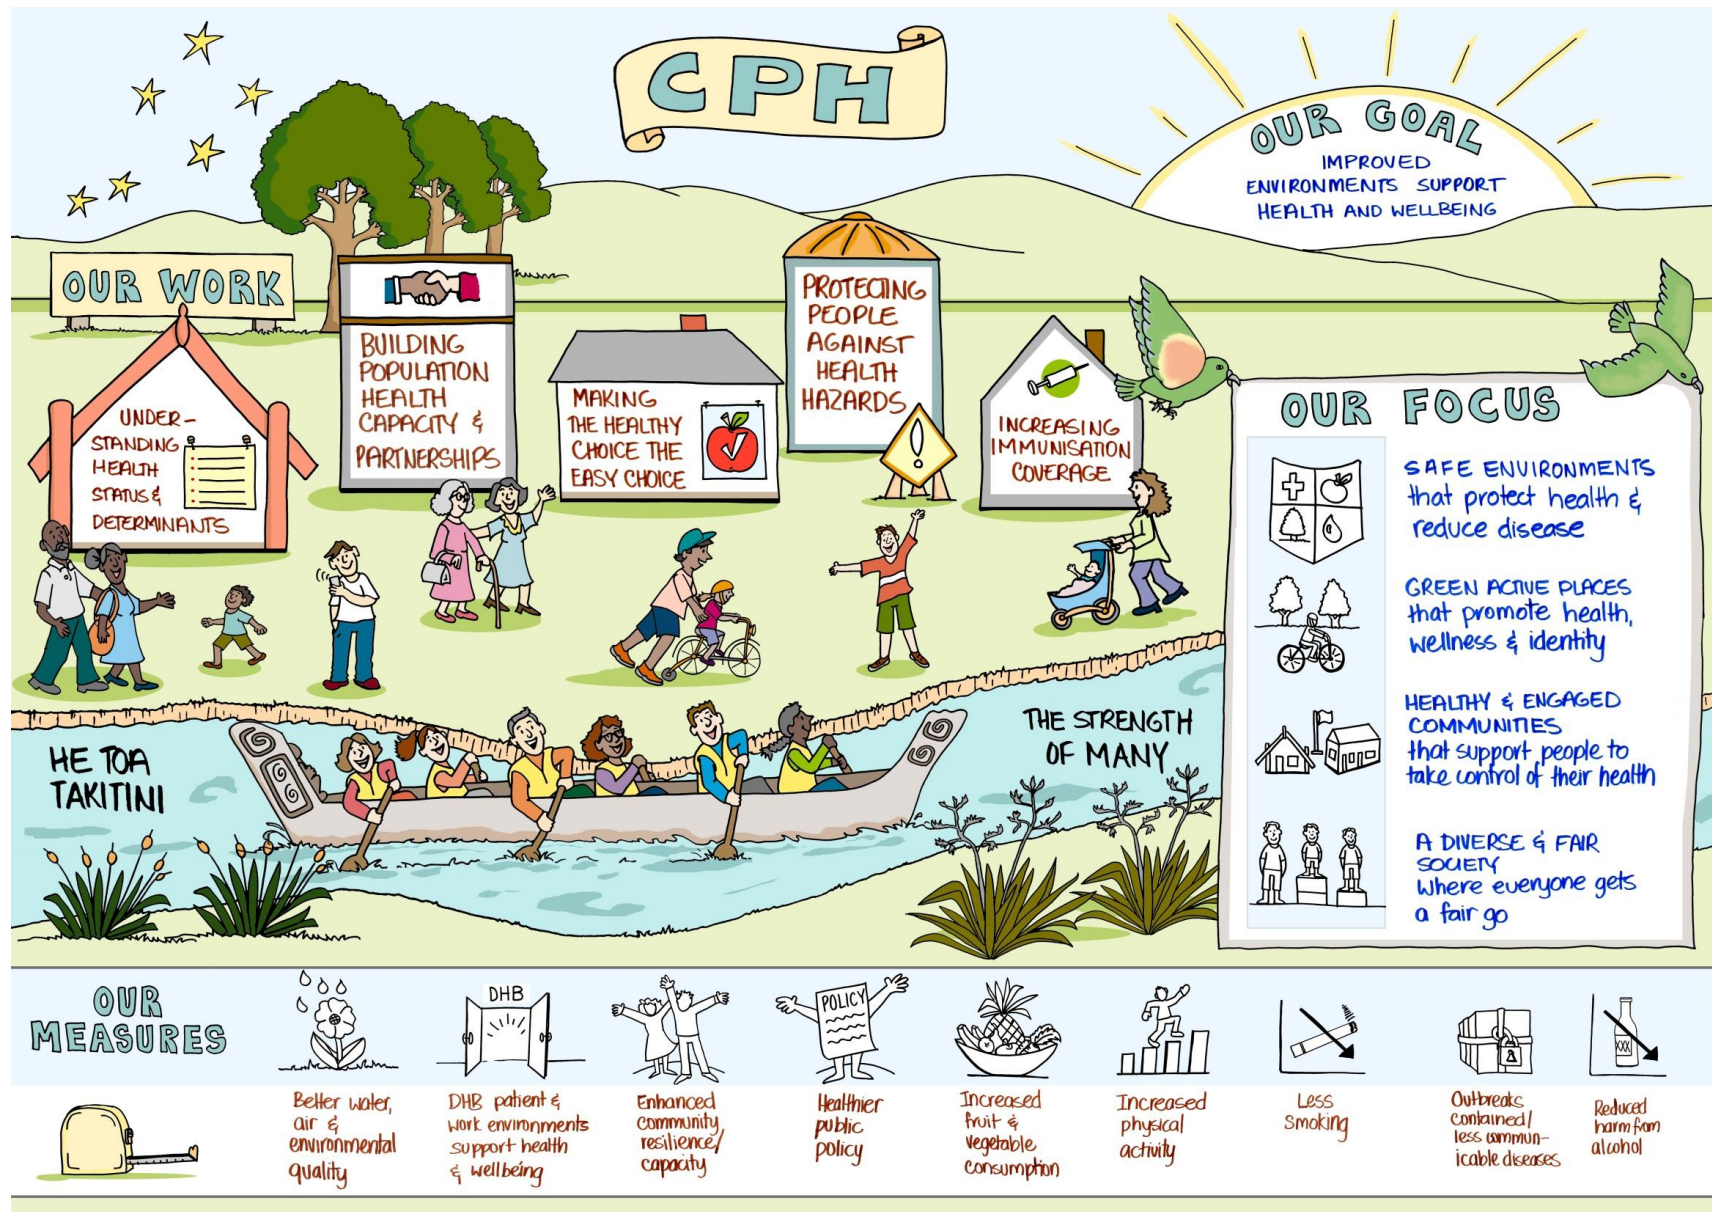 CPH
OUR GOAL
IMPROVED
ENVIRONMENTS SUPPORT
HEALTH AND WELLBEING
OUR WORK
UNDER-
STANDING
HEALTH
STATUS &
DETERMINANTS
BUILDING
POPULATION
HEALTH
CAPACITY &
PARTNERSHIPS
MAKING
THE HEALTHY
CHOICE THE
EASY CHOICE
PROTECTING
PEOPLE
AGAINST
HEALTH
HAZARDS
!
INCREASING
IMMUNISATION
COVERAGE
OUR FOCUS
SAFE ENVIRONMENTS
that protect health &
reduce disease
GREEN ACTIVE PLACES
that promote health,
wellness & identity
HEALTHY & ENGAGED
COMMUNITIES
that support people to
take control of their health
A DIVERSE & FAIR
SOCIETY
where everyone gets
a fair go
HE TOA
TAKITINI
THE STRENGTH
OF MANY
OUR
MEASURES
DHB
POLICY
XXX
Better water,
air &
environmental
quality
DHB patient &
work environments
support health
& wellbeing
Enhanced
community
resilience/
capacity
Healthier
public
policy
Increased
fruit &
vegetable
consumption
Increased
physical
activity
Less
smoking
Outbreaks
contained/
less commun-
icable diseases
Reduced
harm from
alcohol